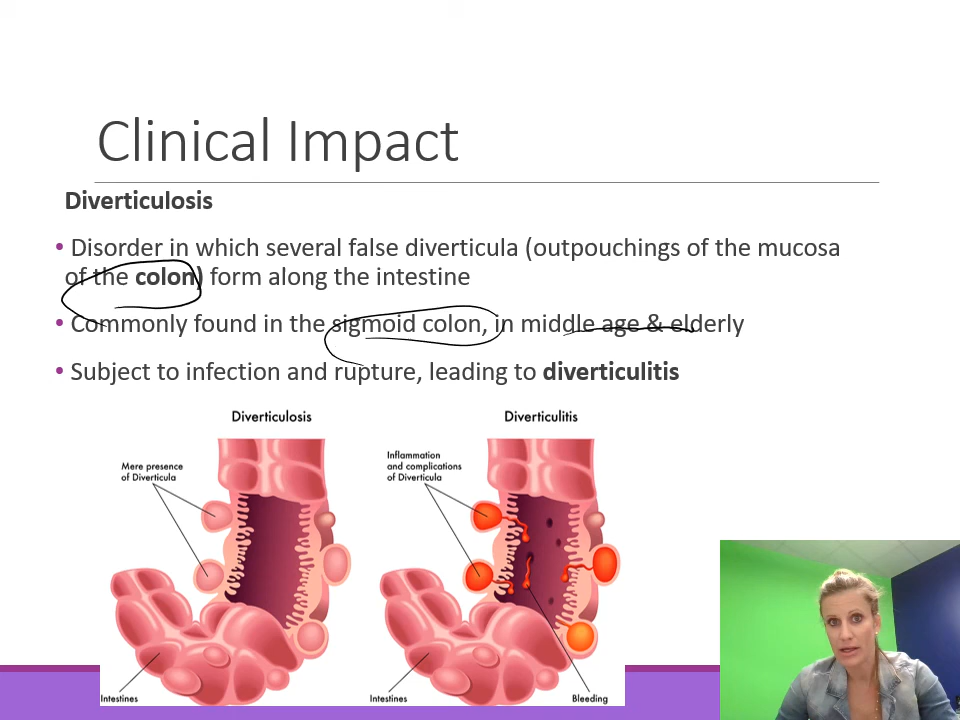 Clinical Impact
Diverticulosis
• Disorder in which several false diverticula (outpouchings of the mucosa
of the colon) form along the intestine
• Commonly found in the sigmoid colon, in middle age & elderly
• Subject to infection and rupture, leading to diverticulitis
Diverticulosis
Mere presence
of Diverticula
Intestines
Diverticulitis
Inflammation
and complications
of Diverticula
Intestines
Bleeding